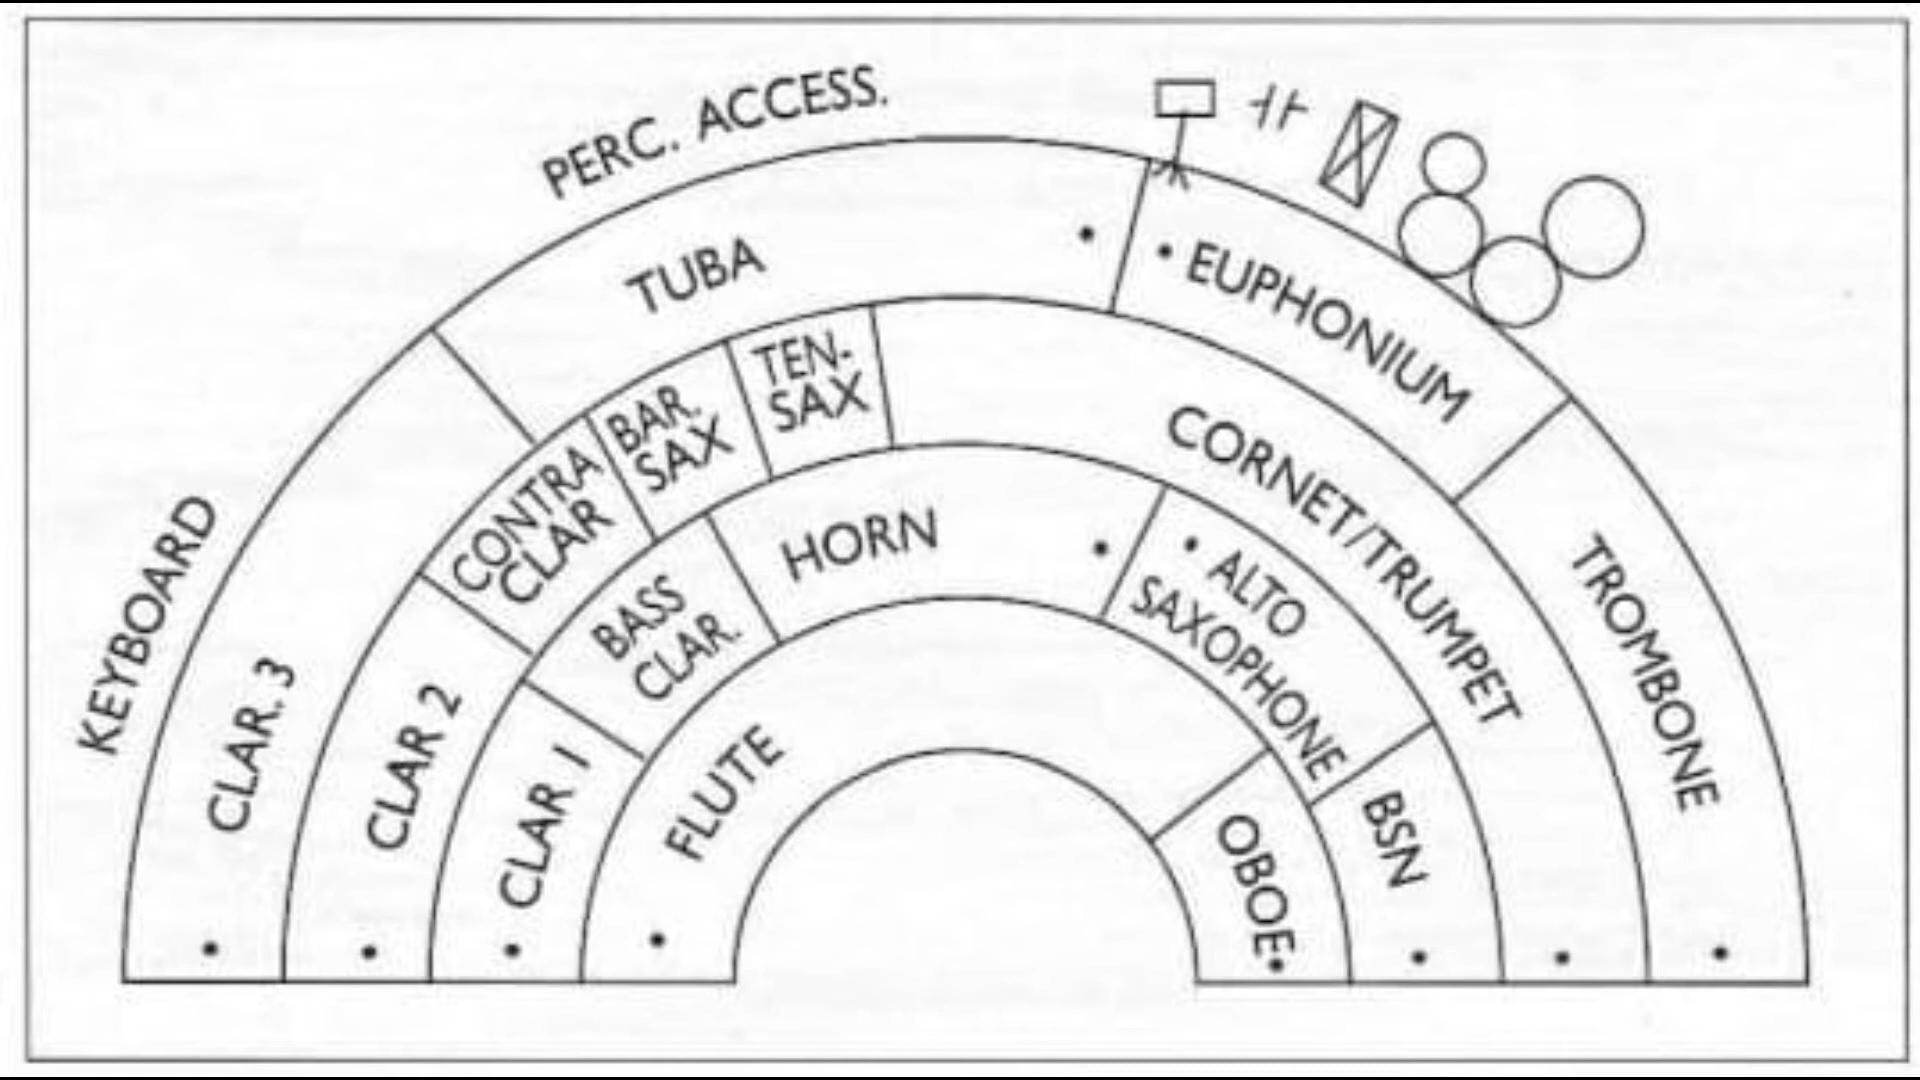 PERC. ACCESS.
KEYBOARD
TUBA
• EUPHONIUM
CLAR. 3
TROMBONE
CONTRA
CLAR
BAR.
SAX
TEN-
SAX
CORNET/TRUMPET
CLAR 2
BASS
CLAR.
HORN
• ALTO
SAXOPHONE
CLAR 1
BSN
FLUTE
OBOE